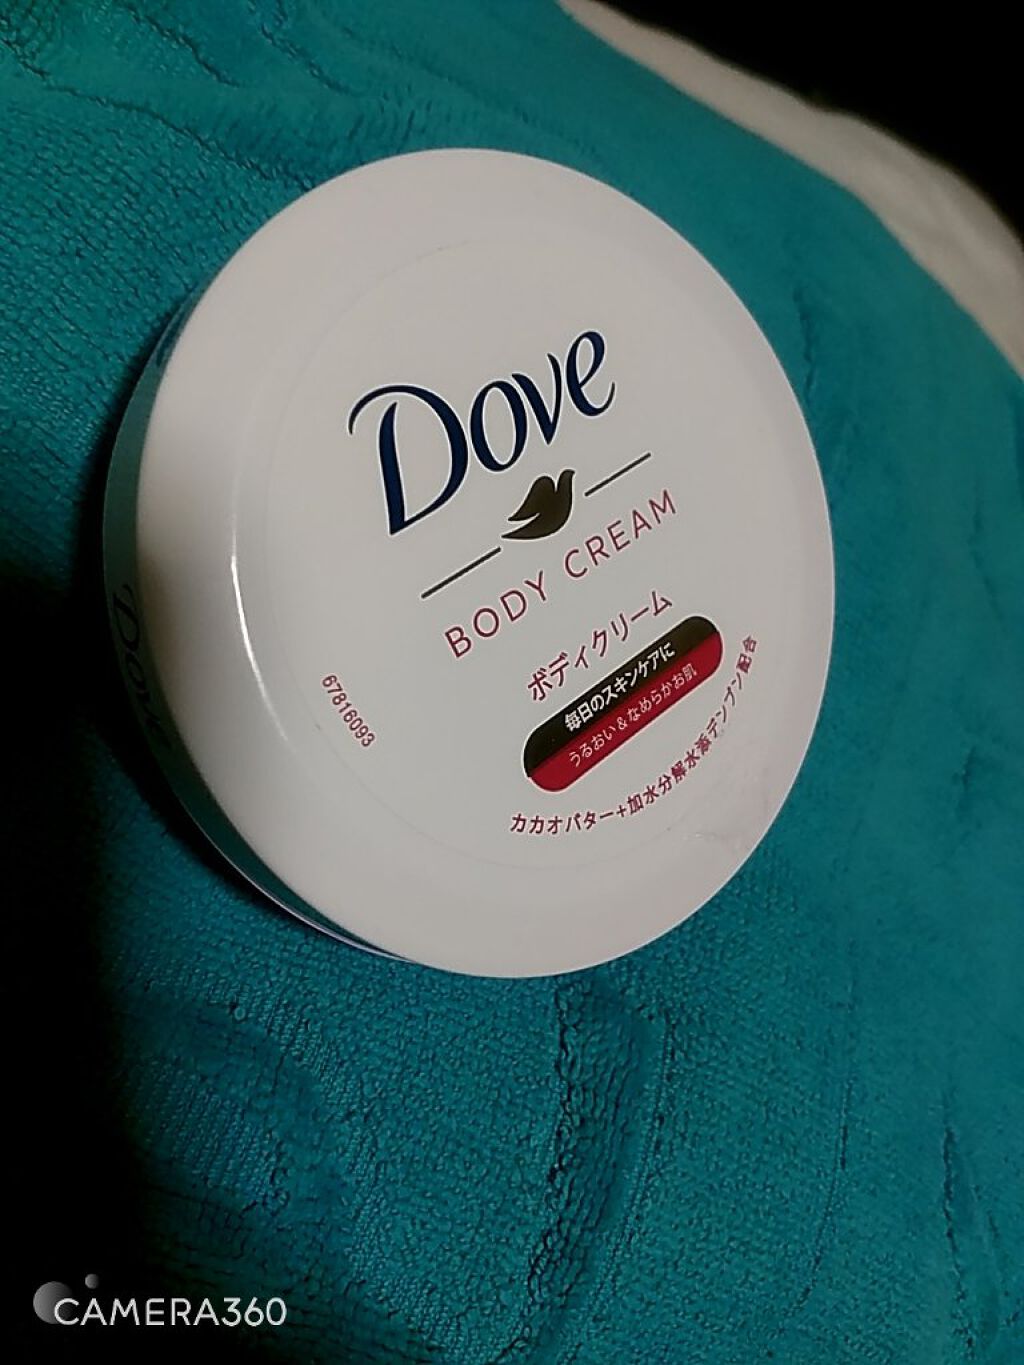 Dove
BODY CREAM
ボディクリーム
毎日のスキンケアに
うるおい&なめらかお肌
カカオバター+加水分解水添デンプン配合
67816093
Dove
CAMERA360